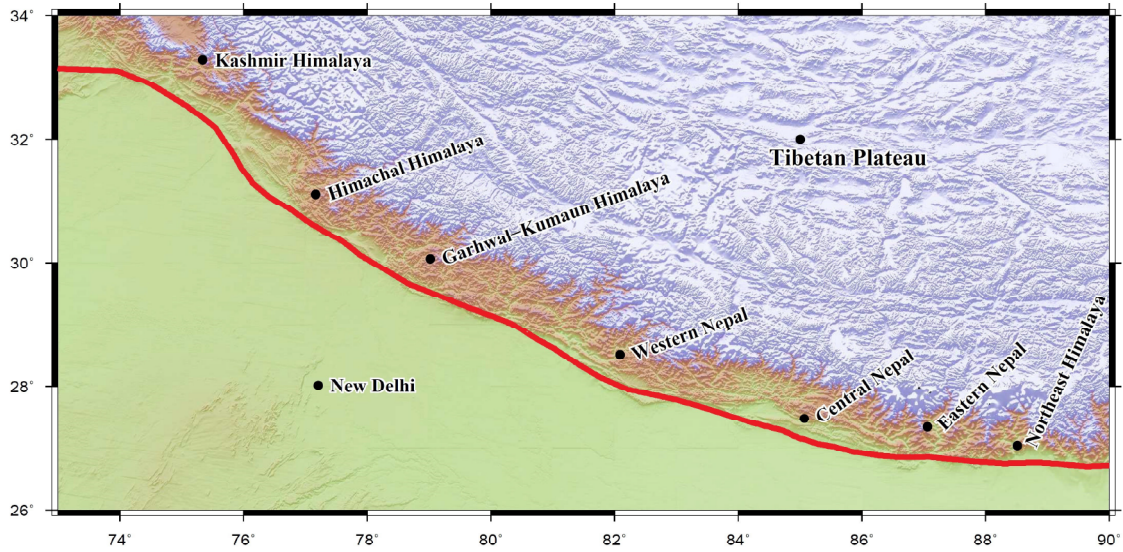 34°
Kashmir Himalaya
32°
Himachal Himalaya
Tibetan Plateau
Garhwal-Kumaun Himalaya
30°
Western Nepal
Northeast Himalaya
28°
New Delhi
Central Nepal
Eastern Nepal
26°
74° 76° 78° 80° 82° 84° 86° 88° 90°